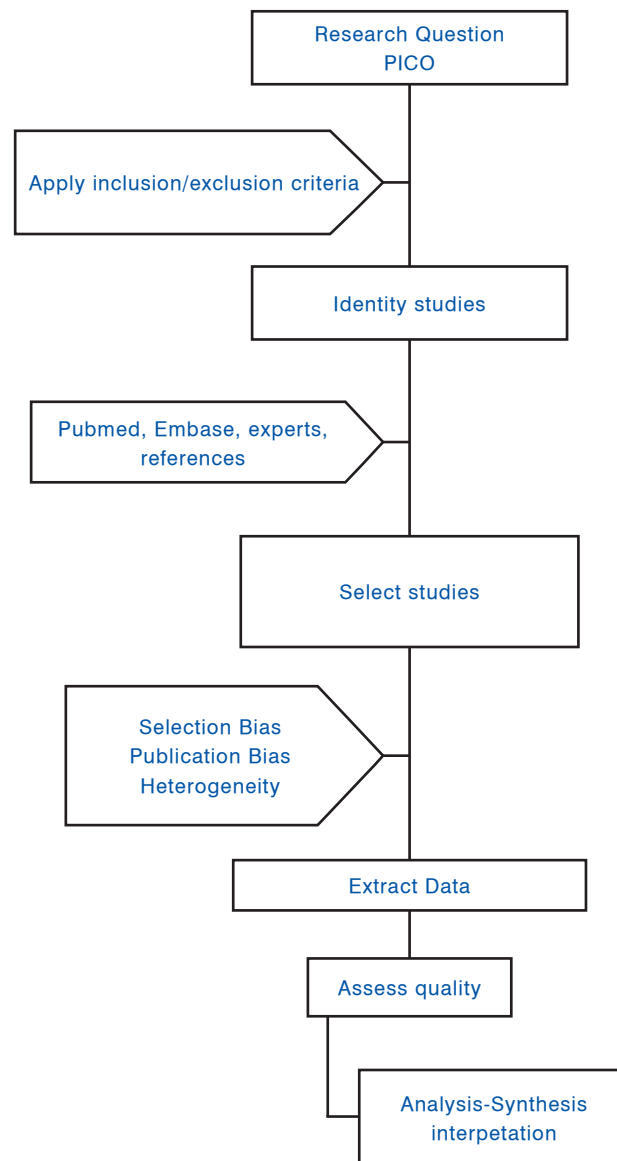 Research Question
PICO
Apply inclusion/exclusion criteria
Identity studies
Pubmed, Embase, experts,
references
Select studies
Selection Bias
Publication Bias
Heterogeneity
Extract Data
Assess quality
Analysis-Synthesis
interpetation